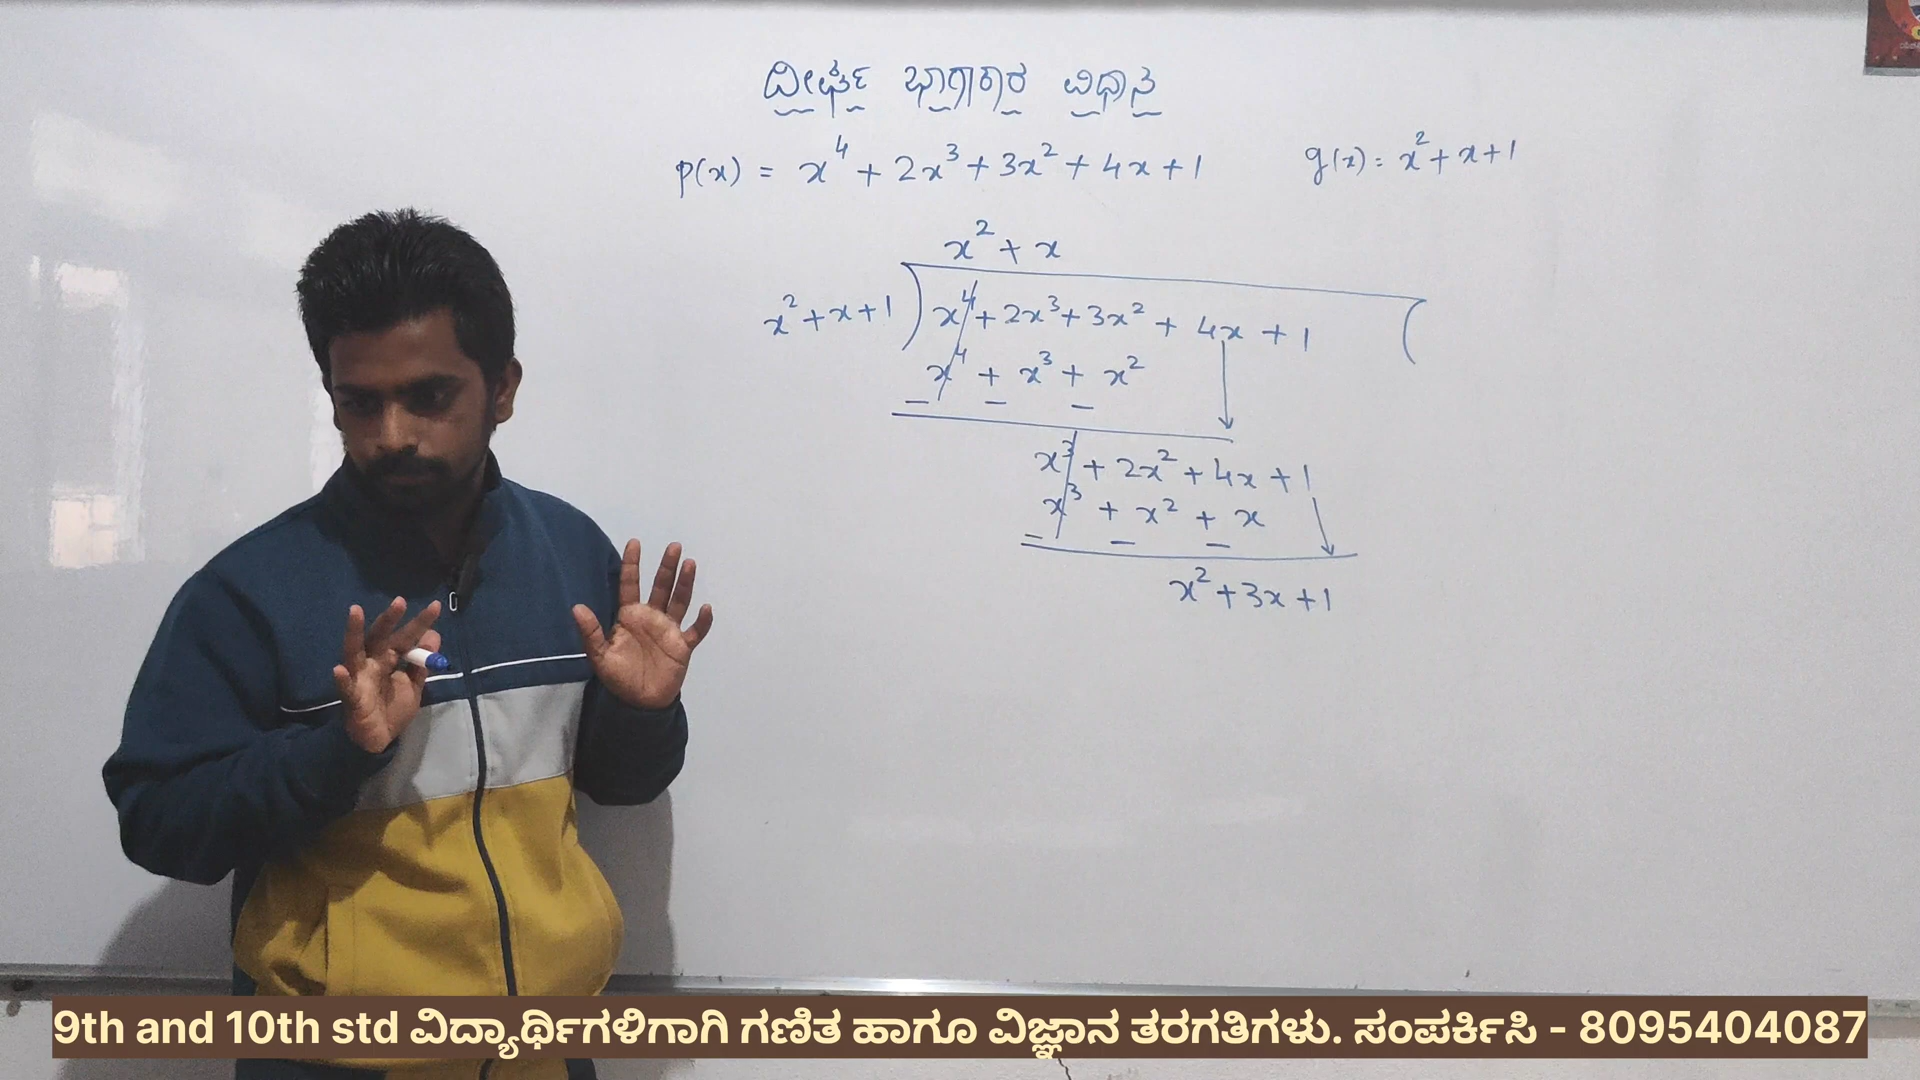 ದೀರ್ಘ ಭಾಗಾಕಾರ ವಿಧಾನ
p(x) = x⁴ + 2x³ + 3x² + 4x + 1 g(x) = x² + x + 1
x² + x
x² + x + 1 ) x⁴ + 2x³ + 3x² + 4x + 1 (
x⁴ + x³ + x²
− − −
x³ + 2x² + 4x + 1
x³ + x² + x
− − −
x² + 3x + 1
9th and 10th std ವಿದ್ಯಾರ್ಥಿಗಳಿಗಾಗಿ ಗಣಿತ ಹಾಗೂ ವಿಜ್ಞಾನ ತರಗತಿಗಳು. ಸಂಪರ್ಕಿಸಿ - 8095404087